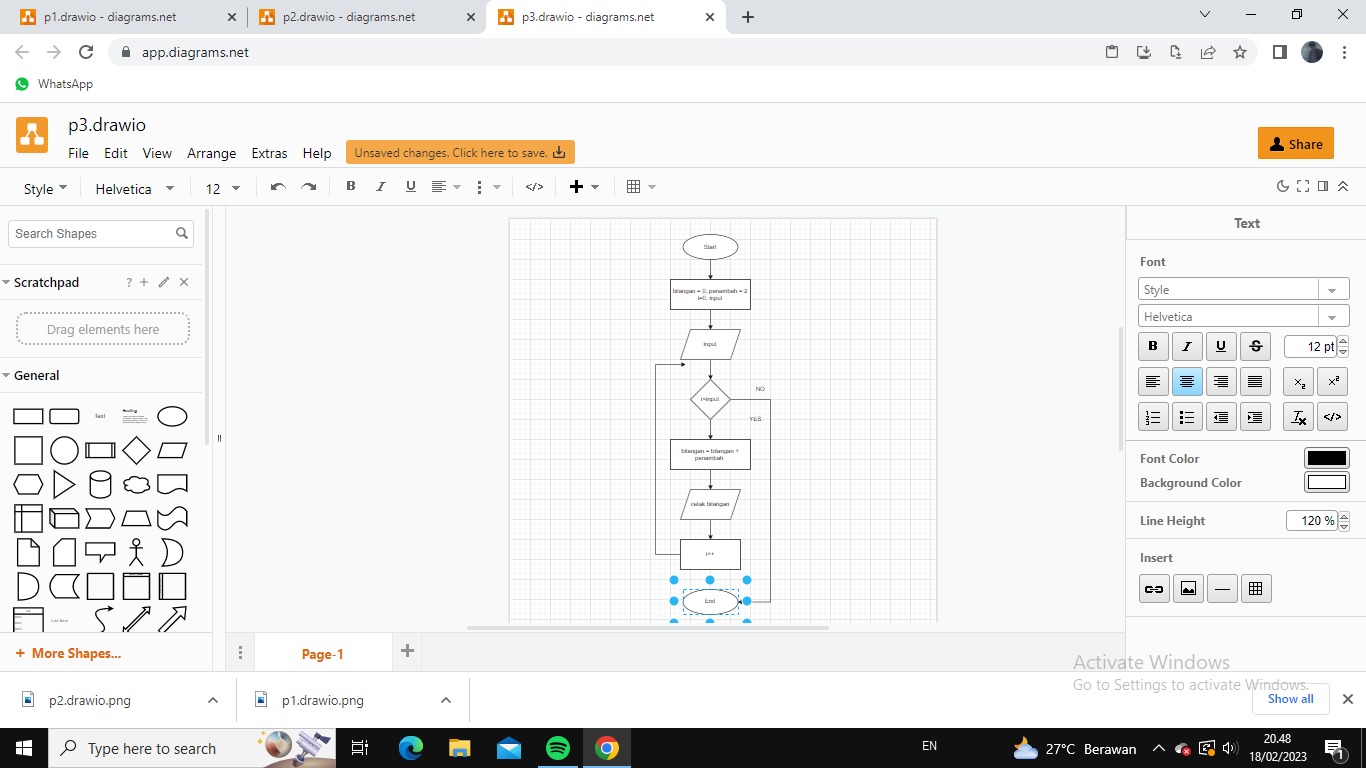 p1.drawio - diagrams.net
p2.drawio - diagrams.net
p3.drawio - diagrams.net
app.diagrams.net
WhatsApp
p3.drawio
File Edit View Arrange Extras Help
Unsaved changes. Click here to save.
Share
Style
Helvetica
12
B I U
</>
Search Shapes
Scratchpad
?
Drag elements here
General
Text
Heading
List Item
+ More Shapes...
Start
bilangan = 0, penambah = 2
i=0, input
input
i<input
NO
YES
bilangan = bilangan +
penambah
cetak bilangan
i++
End
Page-1
Text
Font
Style
Helvetica
B I U S
12 pt
</>
Font Color
Background Color
Line Height
120 %
Insert
Activate Windows
Go to Settings to activate Windows.
p2.drawio.png
p1.drawio.png
Show all
Type here to search
EN
27°C Berawan
20.48
18/02/2023
1